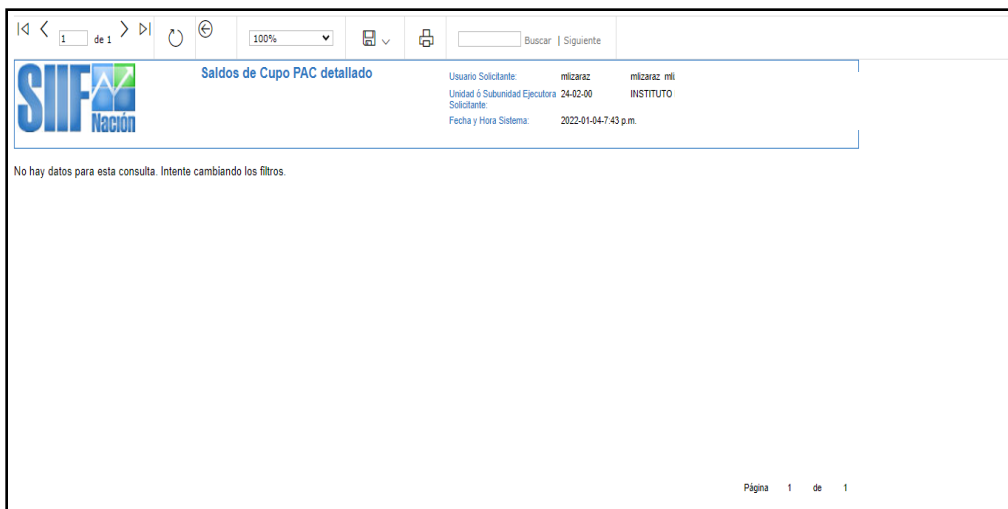 1 de 1 100% Buscar | Siguiente
SIIF Nación
Saldos de Cupo PAC detallado
Usuario Solicitante: mlizaraz mlizaraz mli
Unidad ó Subunidad Ejecutora Solicitante: 24-02-00 INSTITUTO
Fecha y Hora Sistema: 2022-01-04-7:43 p.m.
No hay datos para esta consulta. Intente cambiando los filtros.
Página 1 de 1